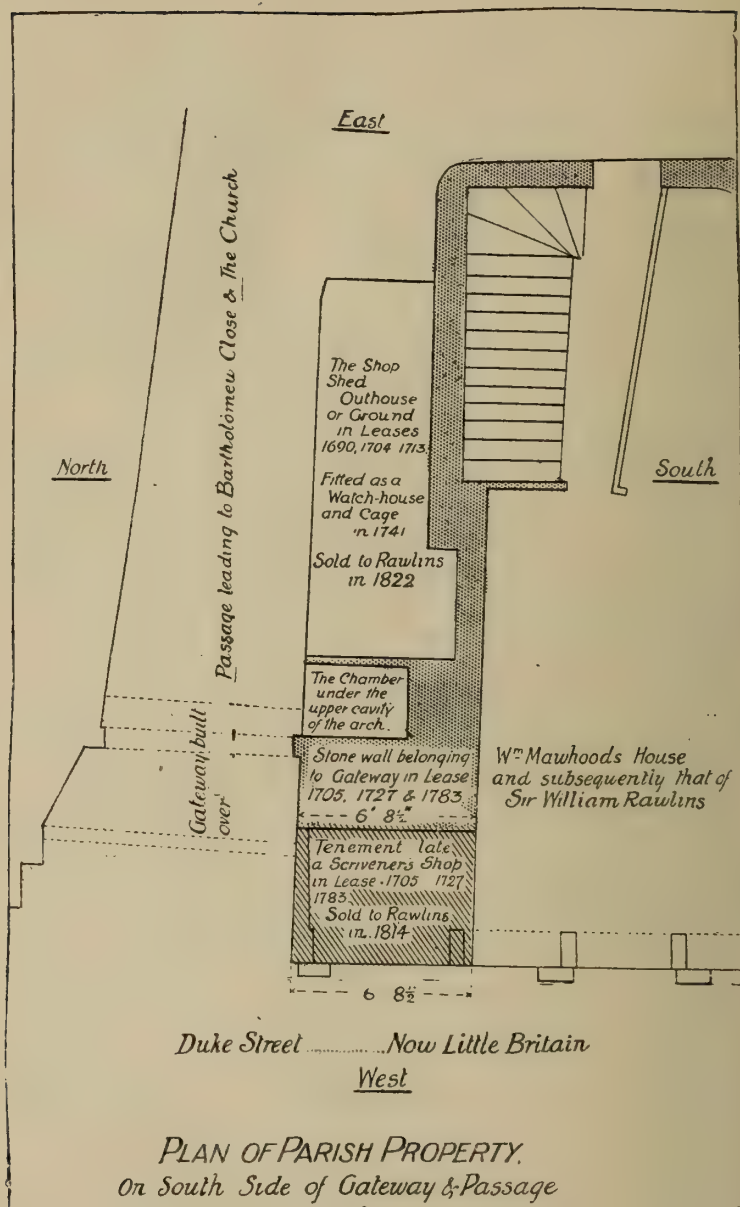 East
Passage leading to Bartholomew Close & The Church
North
The Shop
Shed
Outhouse
or Ground
in Leases
1690, 1704 1713
Fitted as a
Watch-house
and Cage
in 1741
Sold to Rawlins
in 1822
South
The Chamber
under the
upper cavity
of the arch.
Gateway built
over
Stone wall belonging
to Gateway in Lease
1705, 1727 & 1783
6' 8½"
Wm Mawhoods House
and subsequently that of
Sir William Rawlins
Tenement late
a Scriveners Shop
in Lease 1705 1727
1783
Sold to Rawlins
in 1814
6 8½
Duke Street ............ Now Little Britain
West
PLAN OF PARISH PROPERTY.
On South Side of Gateway & Passage